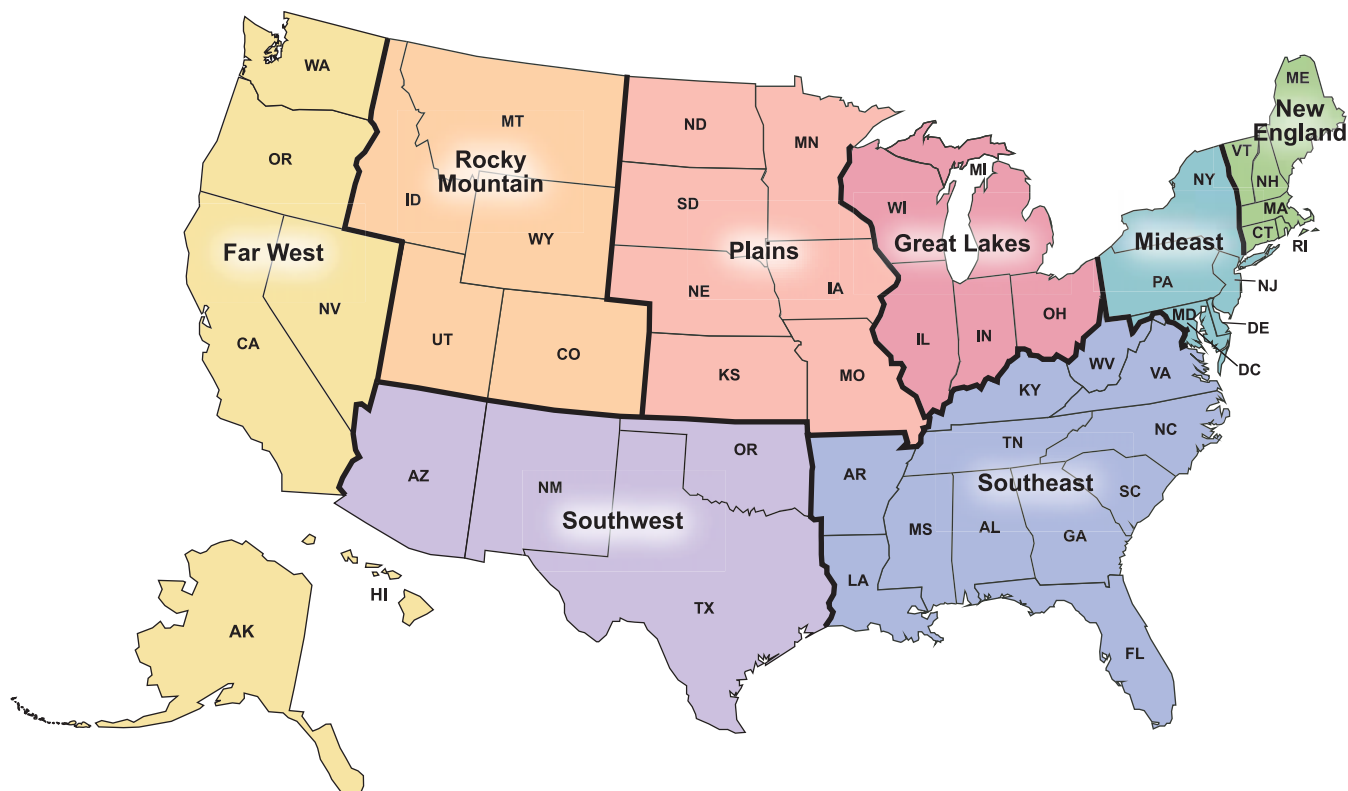 WA
OR
CA
NV
Far West
AK
HI
MT
ID
WY
UT
CO
Rocky
Mountain
ND
SD
NE
KS
MN
IA
MO
Plains
WI
MI
IL
IN
OH
Great Lakes
ME
VT
NH
MA
CT
RI
New
England
NY
PA
NJ
MD
DE
DC
Mideast
AZ
NM
OR
TX
Southwest
AR
LA
MS
AL
GA
FL
SC
NC
TN
KY
WV
VA
Southeast